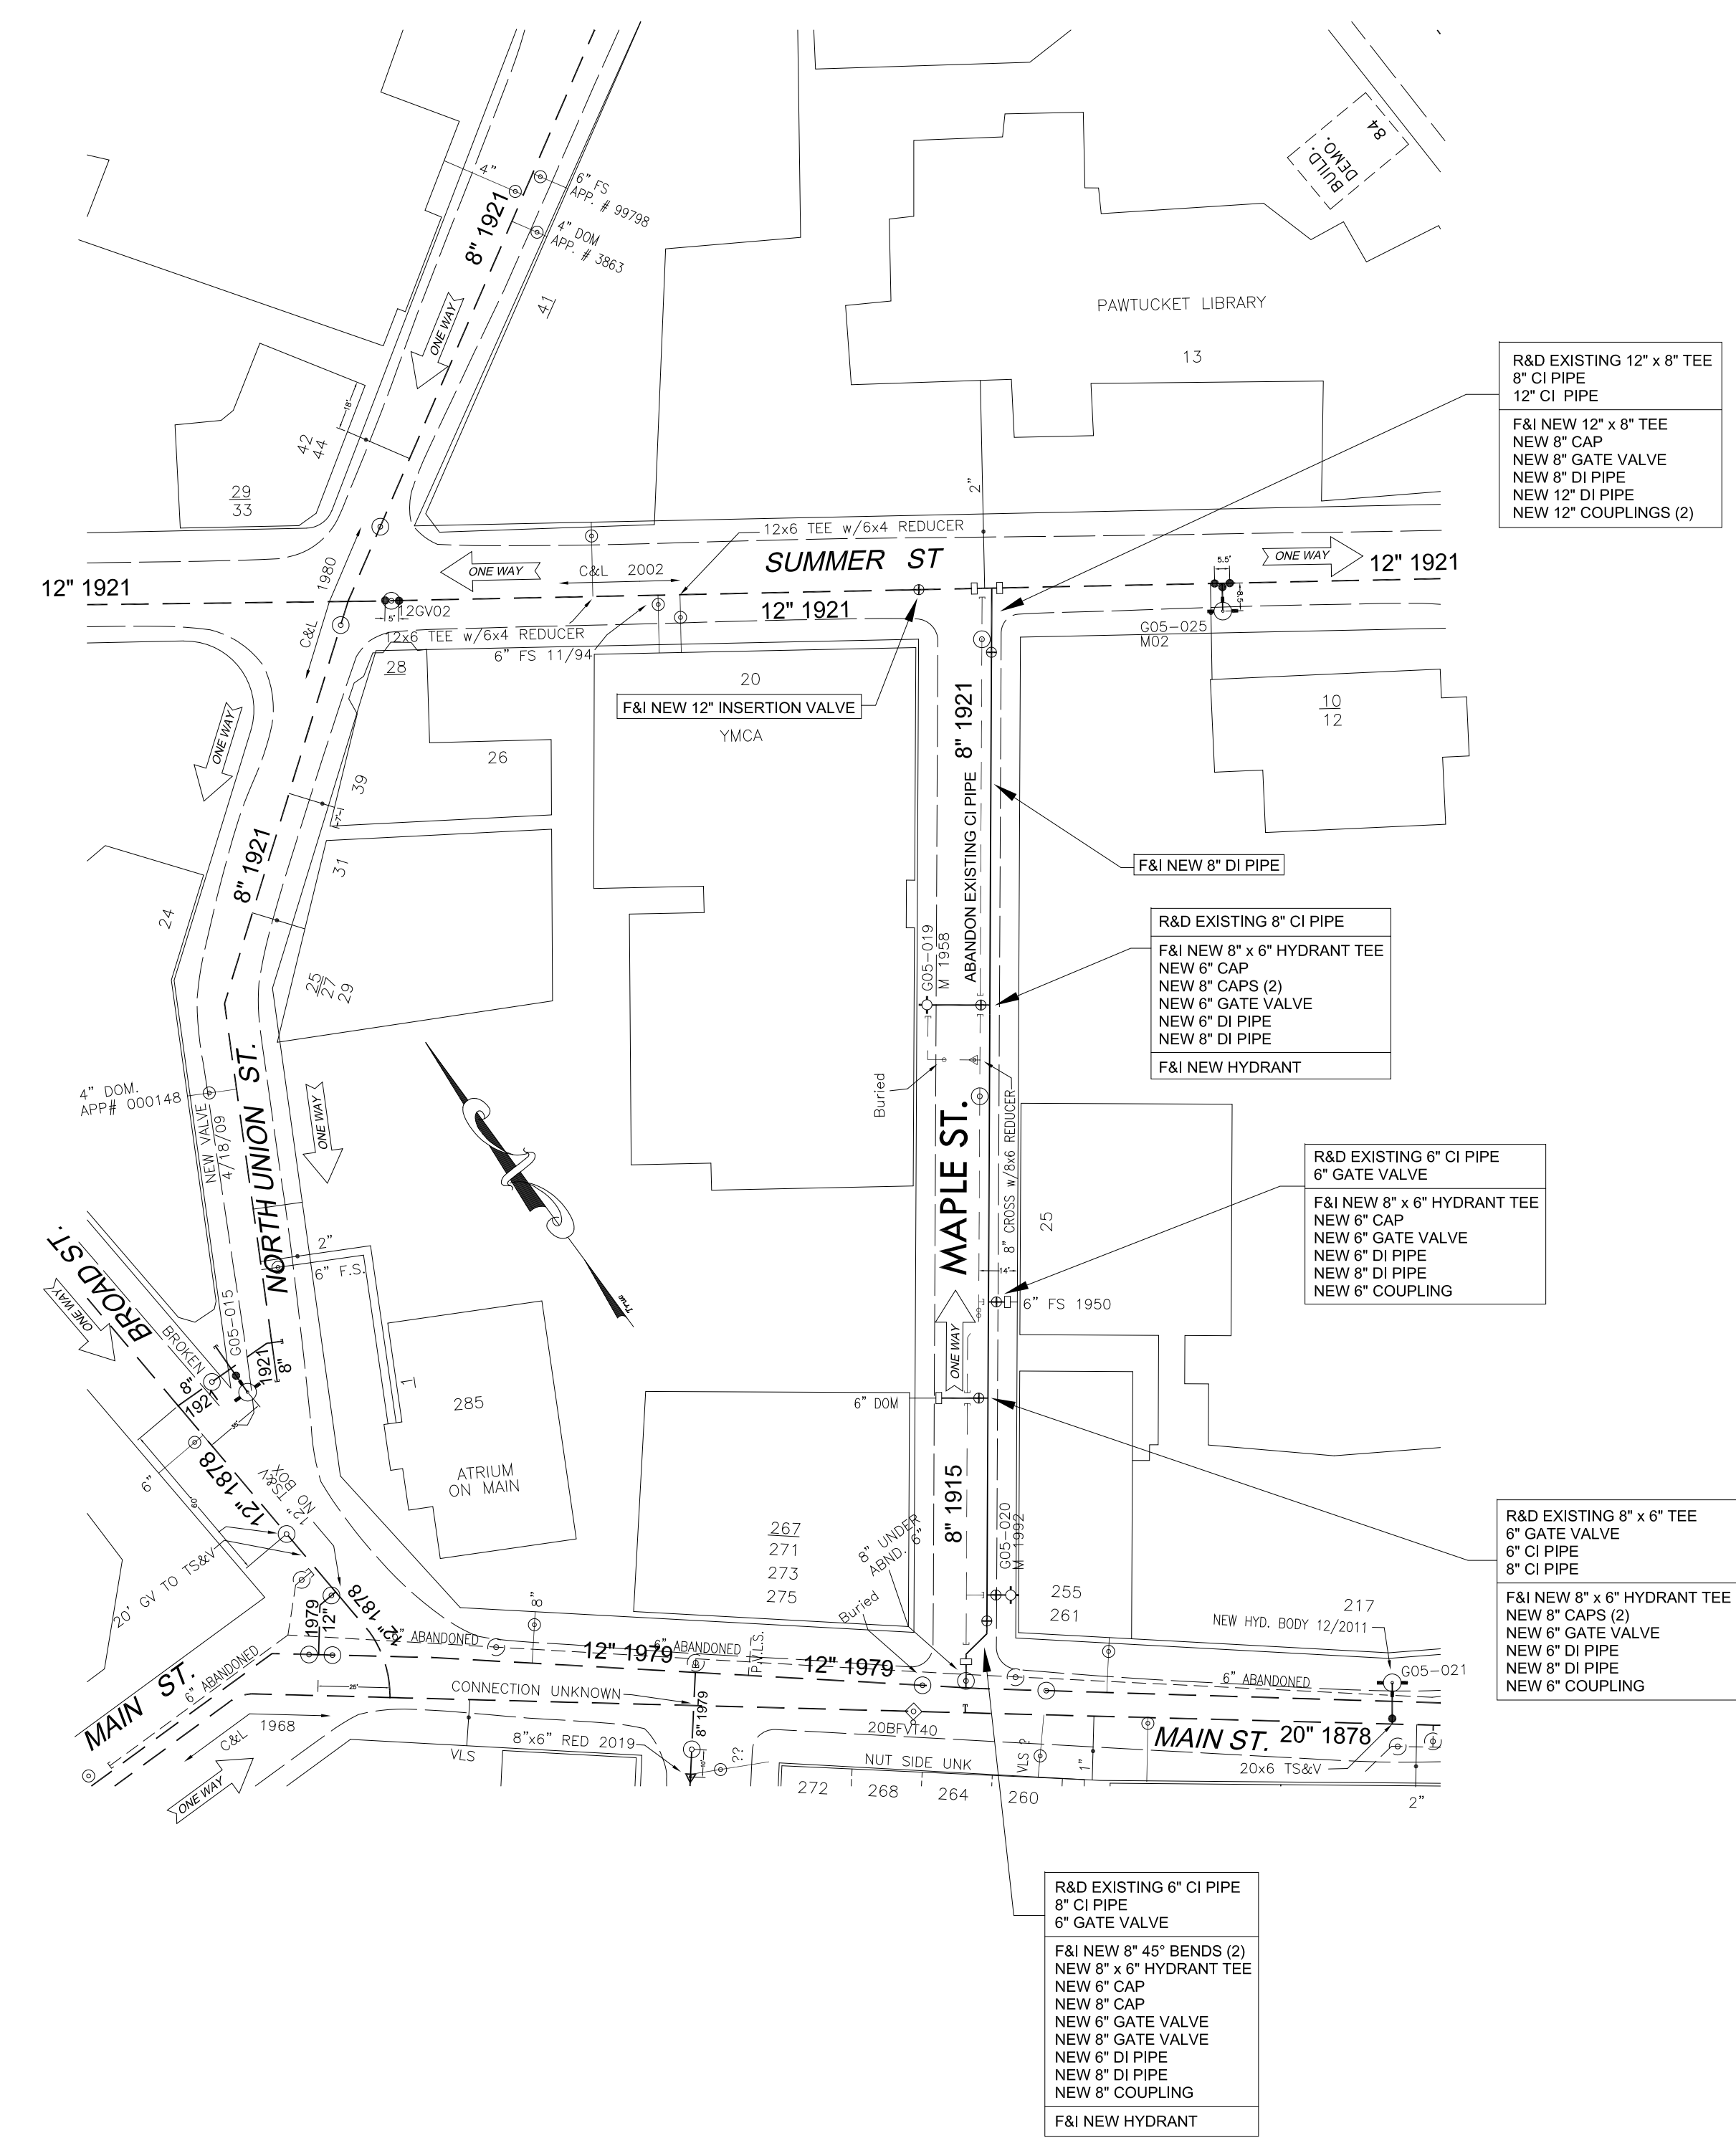 4"
6" FS
APP. # 99798
8" 1921
4" DOM
APP. # 3863
ONE WAY
41
BUILD.
DEMO.
84
PAWTUCKET LIBRARY
13
R&D EXISTING 12" x 8" TEE
8" CI PIPE
12" CI PIPE
F&I NEW 12" x 8" TEE
NEW 8" CAP
NEW 8" GATE VALVE
NEW 8" DI PIPE
NEW 12" DI PIPE
NEW 12" COUPLINGS (2)
18'
42
44
29
33
2"
12x6 TEE w/6x4 REDUCER
SUMMER ST
ONE WAY
C&L 2002
ONE WAY
12" 1921
12" 1921
5.5'
8.5'
1980
C&L
12GV02
5'
12" 1921
12x6 TEE w/6x4 REDUCER
6" FS 11/94
G05-025
M02
28
20
F&I NEW 12" INSERTION VALVE
YMCA
10
12
ONE WAY
26
39
7'
8" 1921
ABANDON EXISTING CI PIPE
8" 1921
31
24
F&I NEW 8" DI PIPE
R&D EXISTING 8" CI PIPE
F&I NEW 8" x 6" HYDRANT TEE
NEW 6" CAP
NEW 8" CAPS (2)
NEW 6" GATE VALVE
NEW 6" DI PIPE
NEW 8" DI PIPE
F&I NEW HYDRANT
G05-019
M 1958
25
27
29
4" DOM.
APP# 000148
NEW VALVE
4/18/09
NORTH UNION ST.
ONE WAY
Buried
MAPLE ST.
8" CROSS w/8x6 REDUCER
25
R&D EXISTING 6" CI PIPE
6" GATE VALVE
F&I NEW 8" x 6" HYDRANT TEE
NEW 6" CAP
NEW 6" GATE VALVE
NEW 6" DI PIPE
NEW 8" DI PIPE
NEW 6" COUPLING
2"
6" F.S.
14'
6" FS 1950
True
BROAD ST.
ONE WAY
BROKEN
G05-015
1921
8"
8"
1921
ONE WAY
1
285
6" DOM
ATRIUM
ON MAIN
6"
60'
12" 1878
NO BOX
12" TS&V
20' GV TO TS&V
267
271
273
275
8" UNDER
ABND. 6"
8" 1915
G05-020
M 1992
255
261
217
NEW HYD. BODY 12/2011
G05-021
R&D EXISTING 8" x 6" TEE
6" GATE VALVE
6" CI PIPE
8" CI PIPE
F&I NEW 8" x 6" HYDRANT TEE
NEW 8" CAPS (2)
NEW 6" GATE VALVE
NEW 6" DI PIPE
NEW 8" DI PIPE
NEW 6" COUPLING
Buried
8"
1979
12"
12" 1878
ABANDONED
12" 1979
6" ABANDONED
P.V.L.S.
12" 1979
6" ABANDONED
MAIN ST.
6" ABANDONED
25'
CONNECTION UNKNOWN
8" 1979
C&L
1968
VLS
8"x6" RED 2019
??
20BFVT40
MAIN ST.
20" 1878
NUT SIDE UNK
VLS ?
1"
20x6 TS&V
ONE WAY
272
268
264
260
2"
R&D EXISTING 6" CI PIPE
8" CI PIPE
6" GATE VALVE
F&I NEW 8" 45° BENDS (2)
NEW 8" x 6" HYDRANT TEE
NEW 6" CAP
NEW 8" CAP
NEW 6" GATE VALVE
NEW 8" GATE VALVE
NEW 6" DI PIPE
NEW 8" DI PIPE
NEW 8" COUPLING
F&I NEW HYDRANT